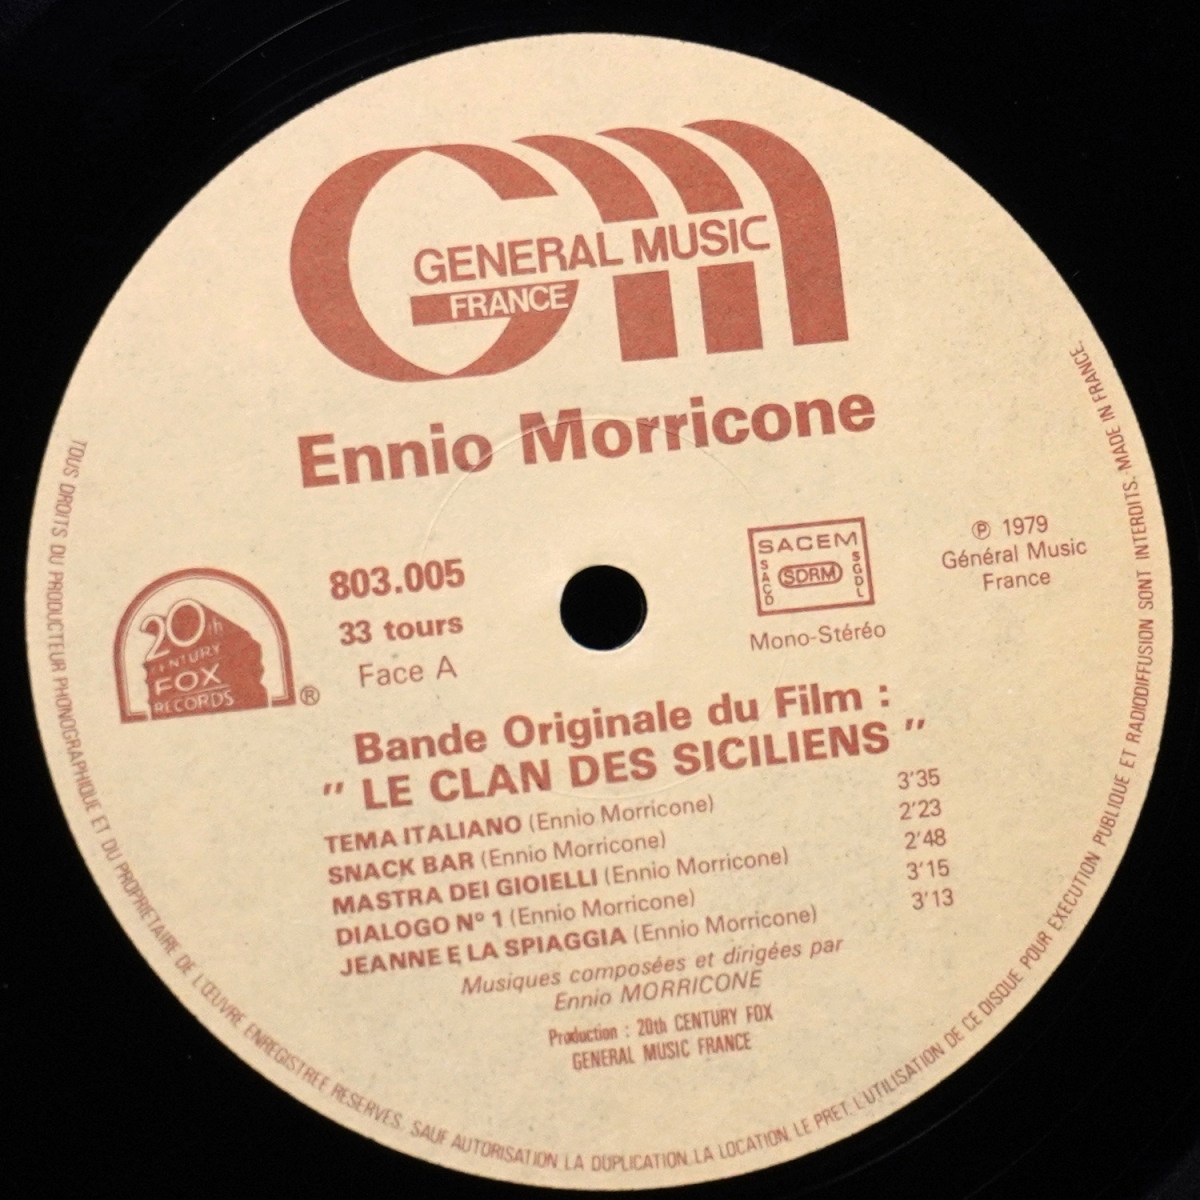 GENERAL MUSIC
FRANCE
Ennio Morricone
803.005
33 tours
Face A
20th
CENTURY
FOX
RECORDS
®
SACEM
SACD
SDRM
SGDL
Mono-Stéréo
℗ 1979
Général Music
France
Bande Originale du Film :
" LE CLAN DES SICILIENS "
TEMA ITALIANO (Ennio Morricone) 3'35
SNACK BAR (Ennio Morricone) 2'23
MASTRA DEI GIOIELLI (Ennio Morricone) 2'48
DIALOGO Nº 1 (Ennio Morricone) 3'15
JEANNE E LA SPIAGGIA (Ennio Morricone) 3'13
Musiques composées et dirigées par
Ennio MORRICONE
Production : 20th CENTURY FOX
GENERAL MUSIC FRANCE
TOUS DROITS DU PRODUCTEUR PHONOGRAPHIQUE ET DU PROPRIETAIRE DE L'ŒUVRE ENREGISTREE RESERVES. SAUF AUTORISATION LA DUPLICATION. LA LOCATION. LE PRET. L'UTILISATION DE CE DISQUE POUR EXECUTION PUBLIQUE ET RADIODIFFUSION SONT INTERDITS. MADE IN FRANCE.